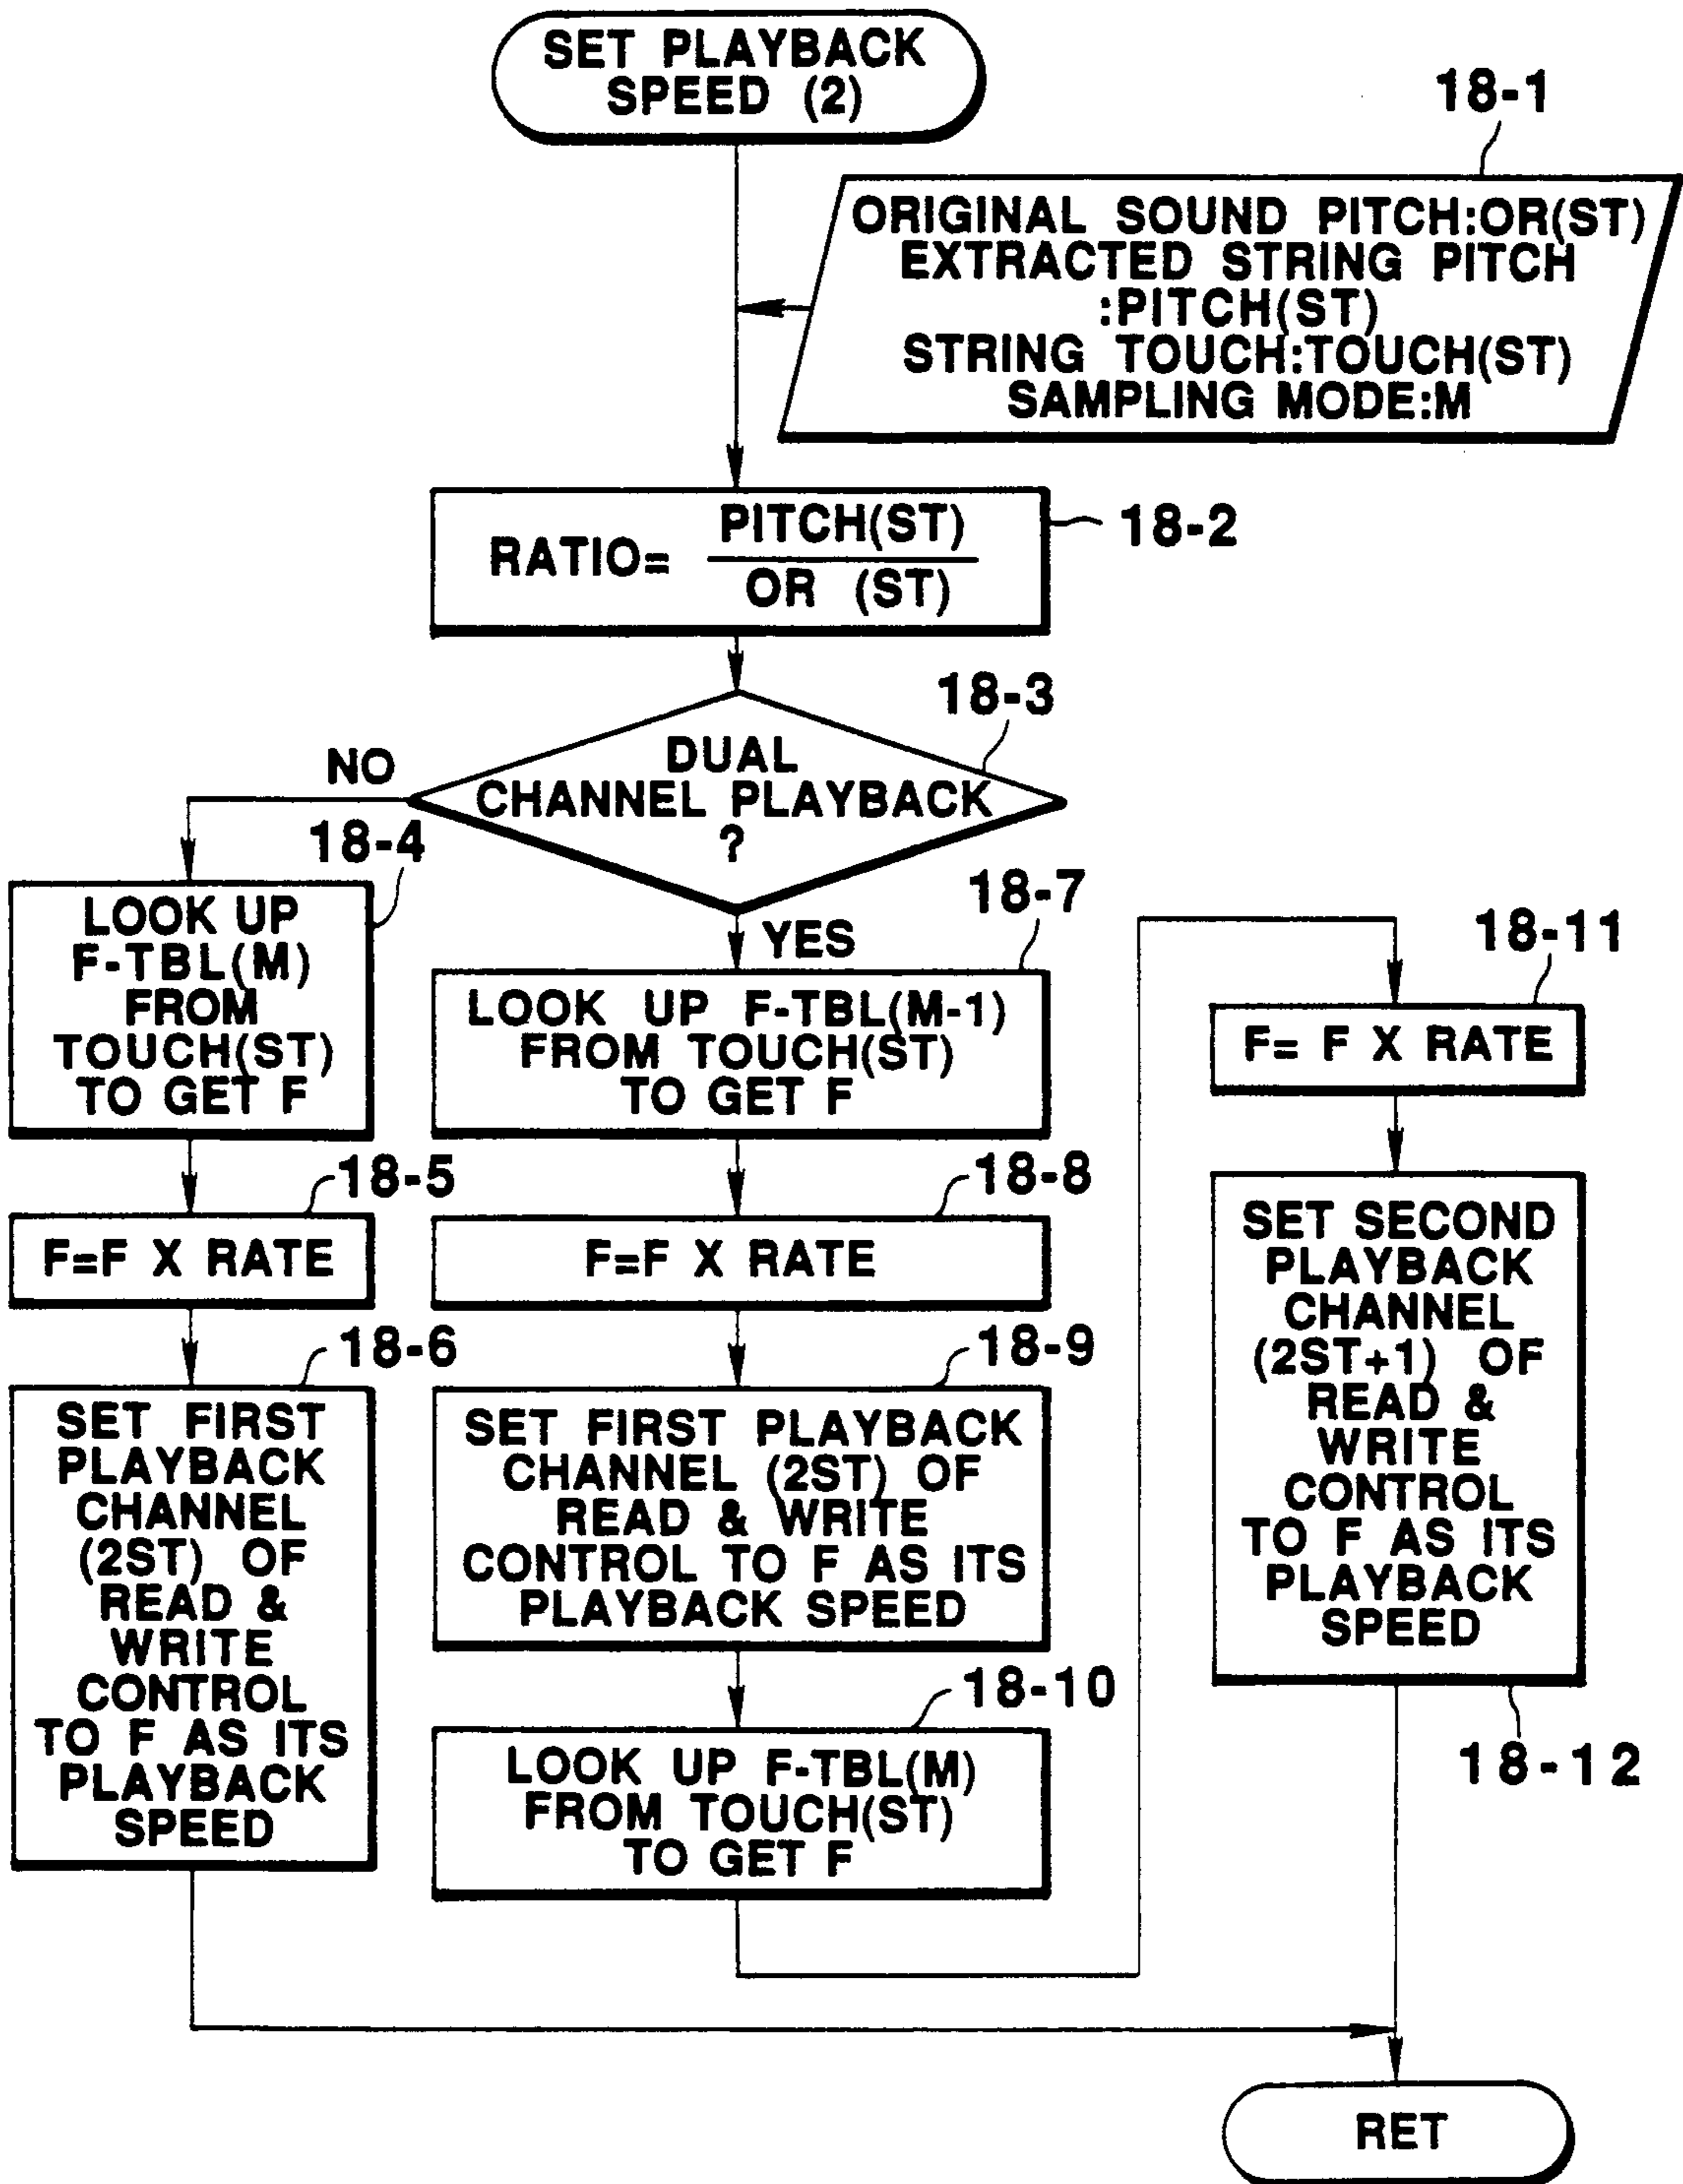 SET PLAYBACK
SPEED (2)
18-1
ORIGINAL SOUND PITCH:OR(ST)
EXTRACTED STRING PITCH
:PITCH(ST)
STRING TOUCH:TOUCH(ST)
SAMPLING MODE:M
18-2
RATIO= PITCH(ST)
OR (ST)
18-3
DUAL
CHANNEL PLAYBACK
?
NO
YES
18-4
LOOK UP
F-TBL(M)
FROM
TOUCH(ST)
TO GET F
18-5
F=F X RATE
18-6
SET FIRST
PLAYBACK
CHANNEL
(2ST) OF
READ &
WRITE
CONTROL
TO F AS ITS
PLAYBACK
SPEED
18-7
LOOK UP F-TBL(M-1)
FROM TOUCH(ST)
TO GET F
18-8
F=F X RATE
18-9
SET FIRST PLAYBACK
CHANNEL (2ST) OF
READ & WRITE
CONTROL TO F AS ITS
PLAYBACK SPEED
18-10
LOOK UP F-TBL(M)
FROM TOUCH(ST)
TO GET F
18-11
F= F X RATE
SET SECOND
PLAYBACK
CHANNEL
(2ST+1) OF
READ &
WRITE
CONTROL
TO F AS ITS
PLAYBACK
SPEED
18-12
RET